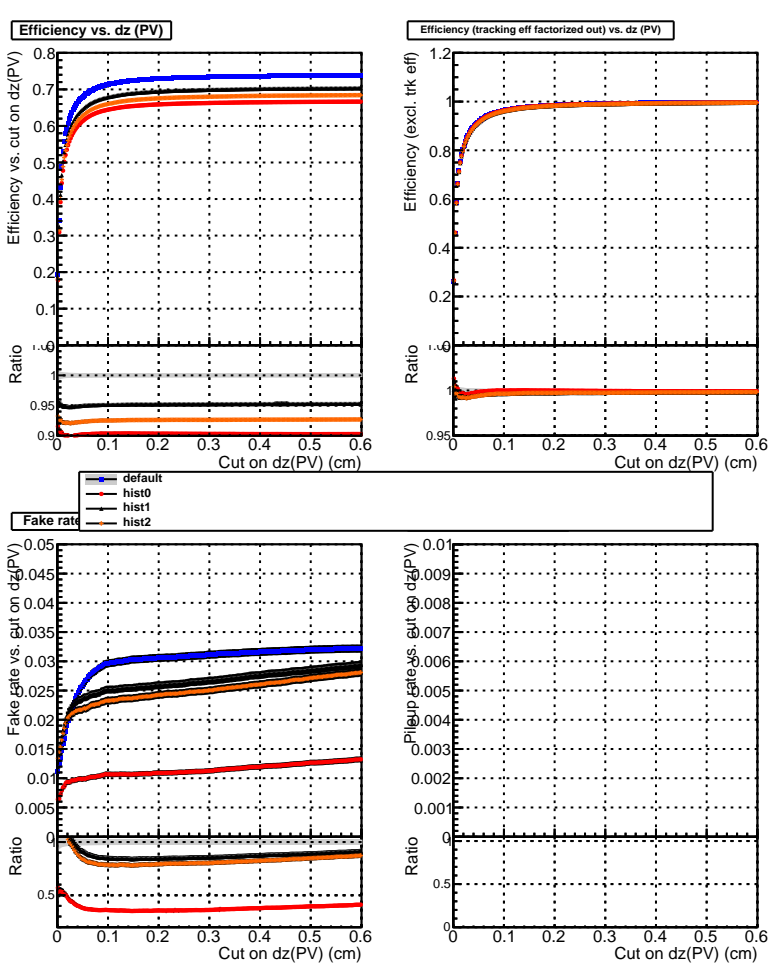 Efficiency vs. dz (PV)
Efficiency vs. cut on dz(PV)
0.8
0.7
0.6
0.5
0.4
0.3
0.2
0.1
0
Ratio
1
0.95
0.9
0 0.1 0.2 0.3 0.4 0.5 0.6
Cut on dz(PV) (cm)
Efficiency (tracking eff factorized out) vs. dz (PV)
Efficiency (excl. trk eff)
1.2
1
0.8
0.6
0.4
0.2
0
Ratio
1
0.95
0 0.1 0.2 0.3 0.4 0.5 0.6
Cut on dz(PV) (cm)
default
hist0
hist1
hist2
Fake rate
Fake rate vs. cut on dz(PV)
0.05
0.045
0.04
0.035
0.03
0.025
0.02
0.015
0.01
0.005
0
Ratio
1
0.5
0 0.1 0.2 0.3 0.4 0.5 0.6
Cut on dz(PV) (cm)
Pileup rate vs. cut on dz(PV)
0.01
0.009
0.008
0.007
0.006
0.005
0.004
0.003
0.002
0.001
Ratio
0.5
0
0 0.1 0.2 0.3 0.4 0.5 0.6
Cut on dz(PV) (cm)